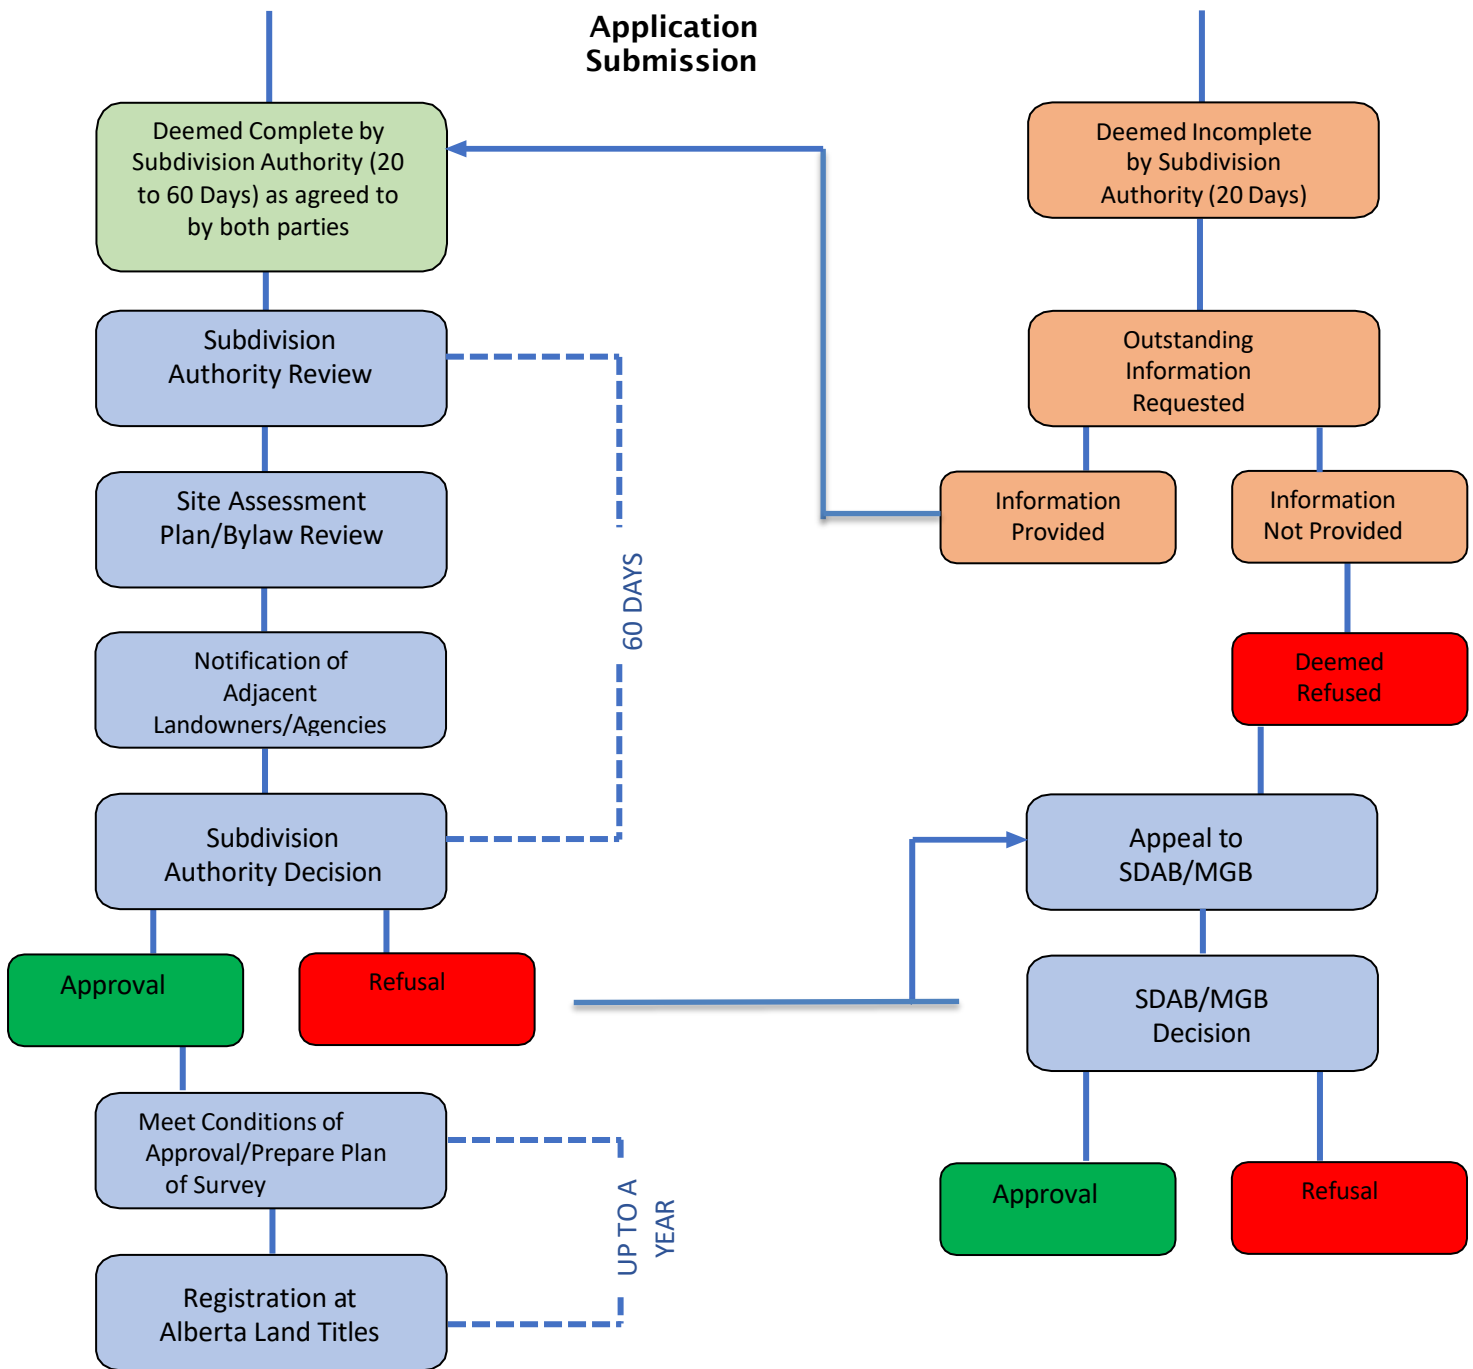 Application
Submission
Deemed Complete by
Subdivision Authority (20
to 60 Days) as agreed to
by both parties
Subdivision
Authority Review
Site Assessment
Plan/Bylaw Review
Notification of
Adjacent
Landowners/Agencies
Subdivision
Authority Decision
Approval
Refusal
Meet Conditions of
Approval/Prepare Plan
of Survey
Registration at
Alberta Land Titles
60 DAYS
UP TO A
YEAR
Deemed Incomplete
by Subdivision
Authority (20 Days)
Outstanding
Information
Requested
Information
Provided
Information
Not Provided
Deemed
Refused
Appeal to
SDAB/MGB
SDAB/MGB
Decision
Approval
Refusal